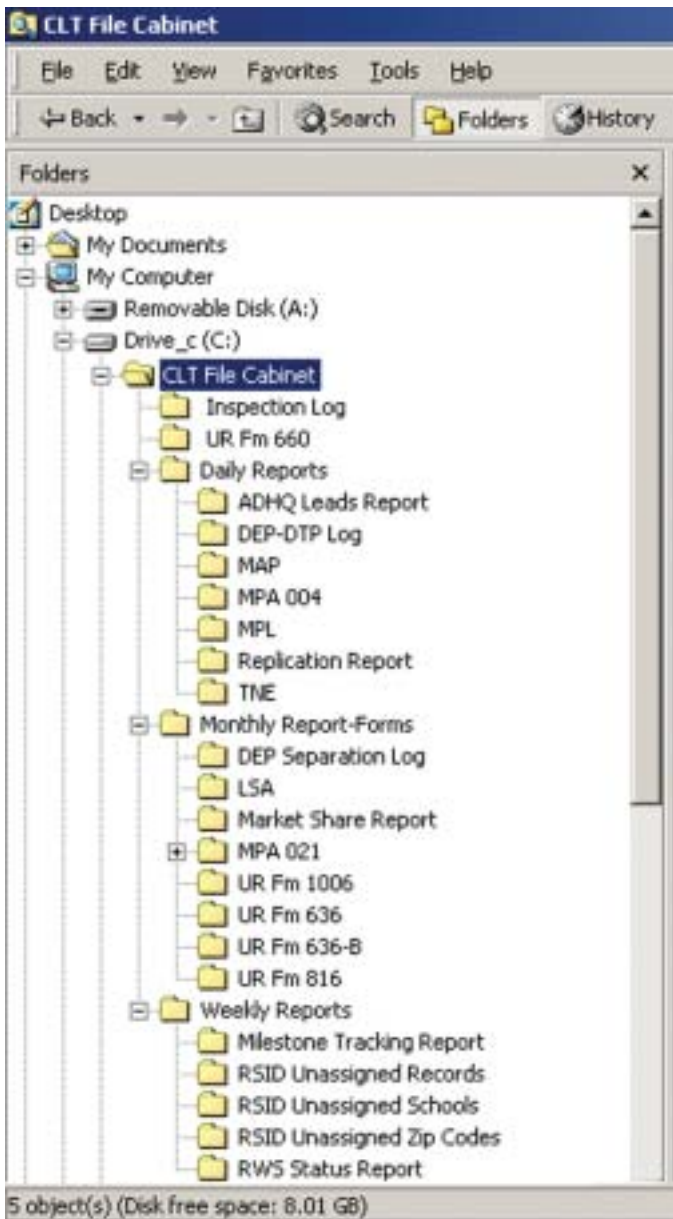 CLT File Cabinet
File Edit View Favorites Tools Help
Back Search Folders History
Folders
Desktop
My Documents
My Computer
Removable Disk (A:)
Drive_c (C:)
CLT File Cabinet
Inspection Log
UR Fm 660
Daily Reports
ADHQ Leads Report
DEP-DTP Log
MAP
MPA 004
MPL
Replication Report
TNE
Monthly Report-Forms
DEP Separation Log
LSA
Market Share Report
MPA 021
UR Fm 1006
UR Fm 636
UR Fm 636-B
UR Fm 816
Weekly Reports
Milestone Tracking Report
RSID Unassigned Records
RSID Unassigned Schools
RSID Unassigned Zip Codes
RWS Status Report
5 object(s) (Disk free space: 8.01 GB)